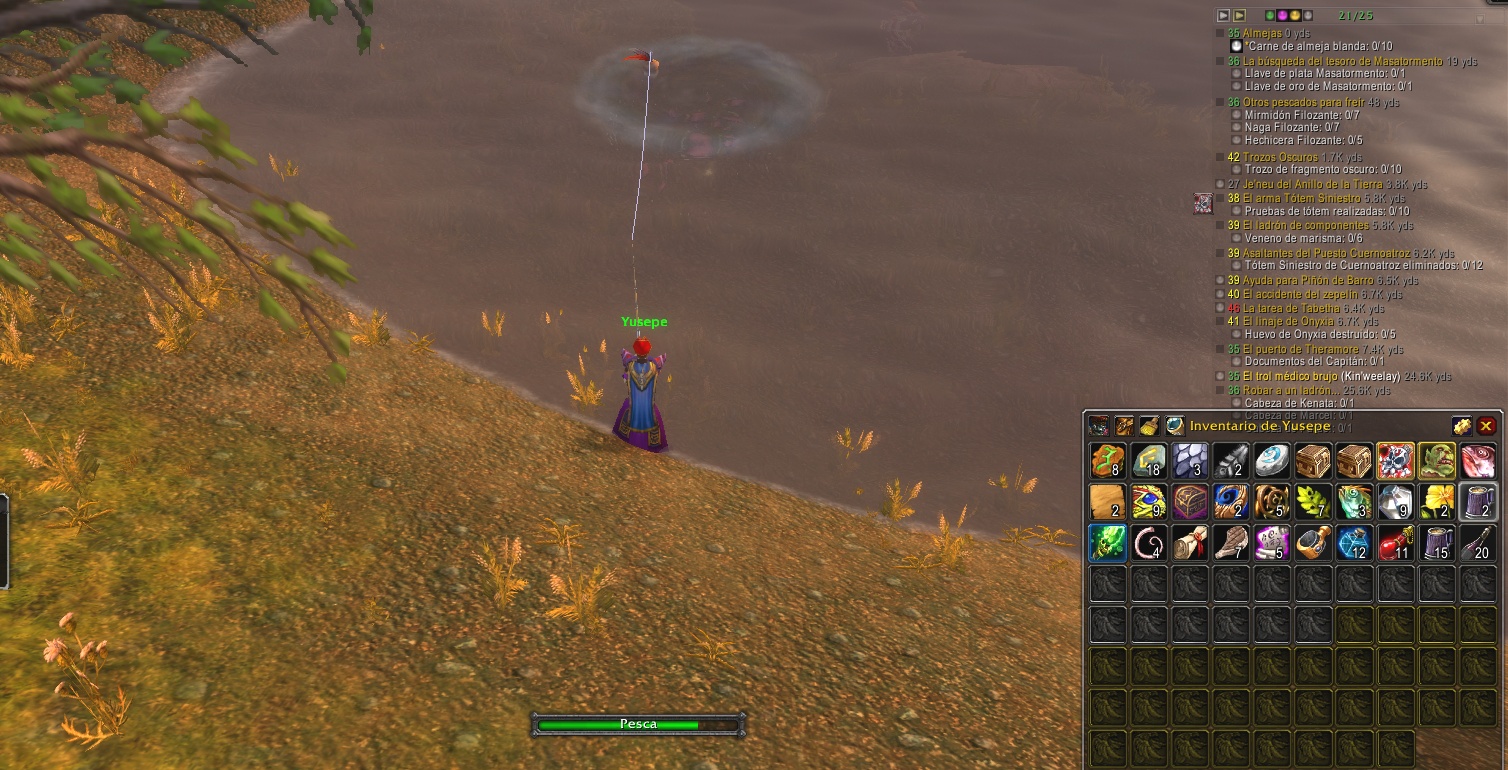 21/25
35 Almejas 0 yds
*Carne de almeja blanda: 0/10
36 La búsqueda del tesoro de Masatormento 19 yds
Llave de plata Masatormento: 0/1
Llave de oro de Masatormento: 0/1
36 Otros pescados para freír 48 yds
Mirmidón Filozante: 0/7
Naga Filozante: 0/7
Hechicera Filozante: 0/5
42 Trozos Oscuros 1.7K yds
Trozo de fragmento oscuro: 0/10
27 Je'neu del Anillo de la Tierra 3.8K yds
38 El arma Tótem Siniestro 5.8K yds
Pruebas de tótem realizadas: 0/10
39 El ladrón de componentes 5.8K yds
Veneno de marisma: 0/6
39 Asaltantes del Puesto Cuernoatroz 6.2K yds
Tótem Siniestro de Cuernoatroz eliminados: 0/12
39 Ayuda para Piñón de Barro 6.5K yds
40 El accidente del zepelín 6.7K yds
46 La tarea de Tabetha 6.4K yds
41 El linaje de Onyxia 6.7K yds
Huevo de Onyxia destruido: 0/5
35 El puerto de Theramore 7.4K yds
Documentos del Capitán: 0/1
35 El trol médico brujo (Kin'weelay) 24.6K yds
36 Robar a un ladrón... 25.6K yds
Cabeza de Kenata: 0/1
Cabeza de Marcel: 0/1
: 0/1
Yusepe
Inventario de Yusepe
8 18 3 2
2 9 2 5 7 3 9 2 2
4 7 5 12 11 15 20
Pesca